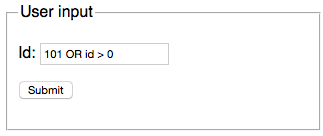 User input
Id: 101 OR id > 0
Submit